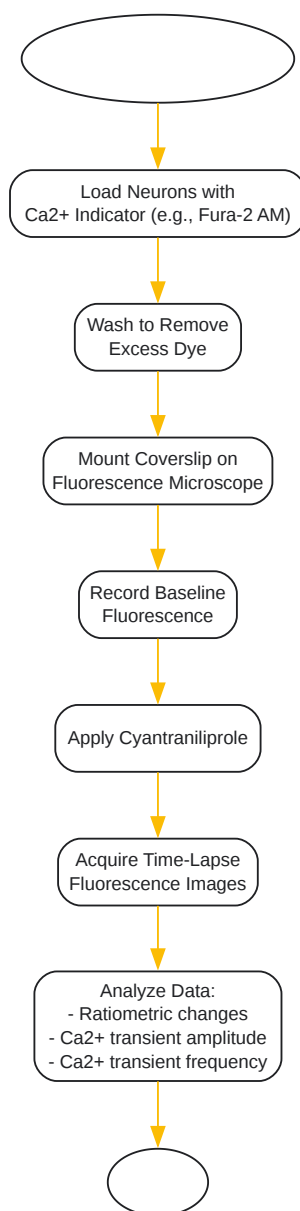 Load Neurons with
Ca2+ Indicator (e.g., Fura-2 AM)
Wash to Remove
Excess Dye
Mount Coverslip on
Fluorescence Microscope
Record Baseline
Fluorescence
Apply Cyantraniliprole
Acquire Time-Lapse
Fluorescence Images
Analyze Data:
- Ratiometric changes
- Ca2+ transient amplitude
- Ca2+ transient frequency